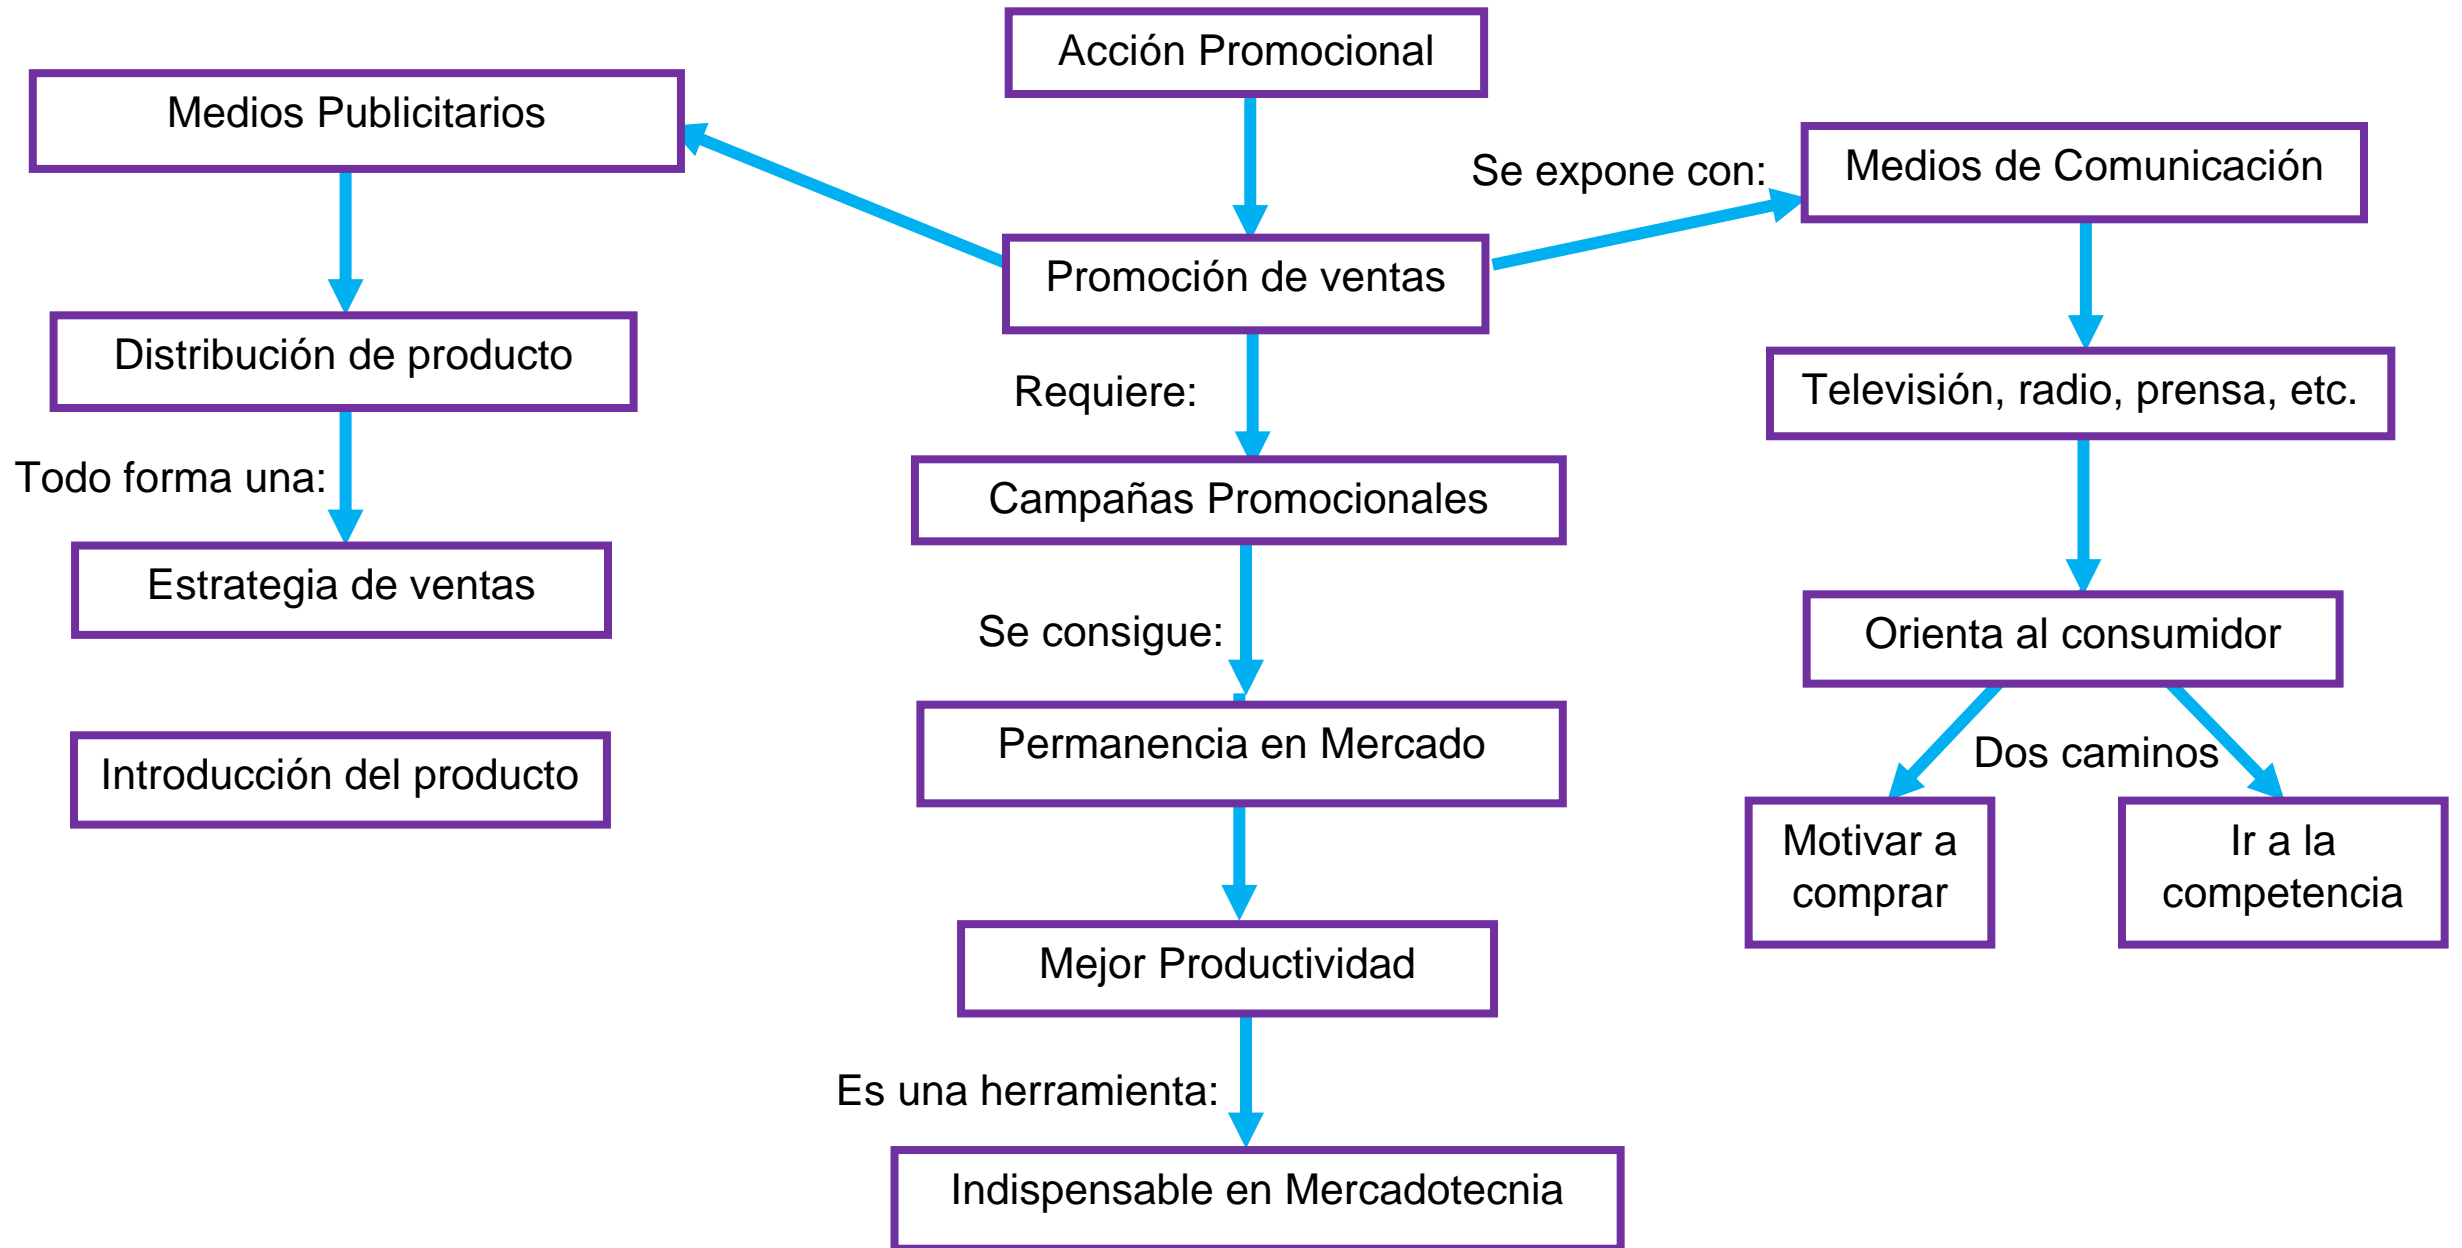 Acción Promocional
Medios Publicitarios
Se expone con:
Medios de Comunicación
Promoción de ventas
Distribución de producto
Requiere:
Televisión, radio, prensa, etc.
Todo forma una:
Campañas Promocionales
Estrategia de ventas
Se consigue:
Orienta al consumidor
Permanencia en Mercado
Dos caminos
Introducción del producto
Motivar a
comprar
Ir a la
competencia
Mejor Productividad
Es una herramienta:
Indispensable en Mercadotecnia